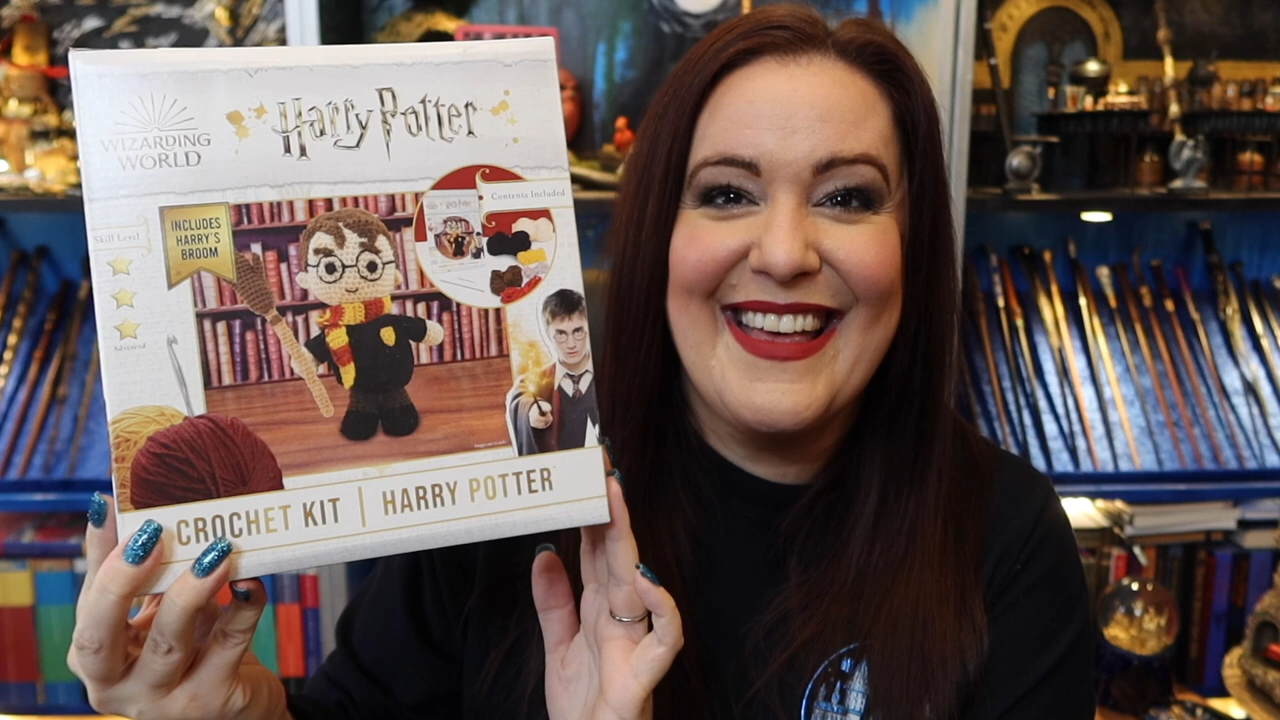 WIZARDING
WORLD
Harry Potter
Contents Included
Skill Level
INCLUDES
HARRY'S
BROOM
Advanced
CROCHET KIT | HARRY POTTER